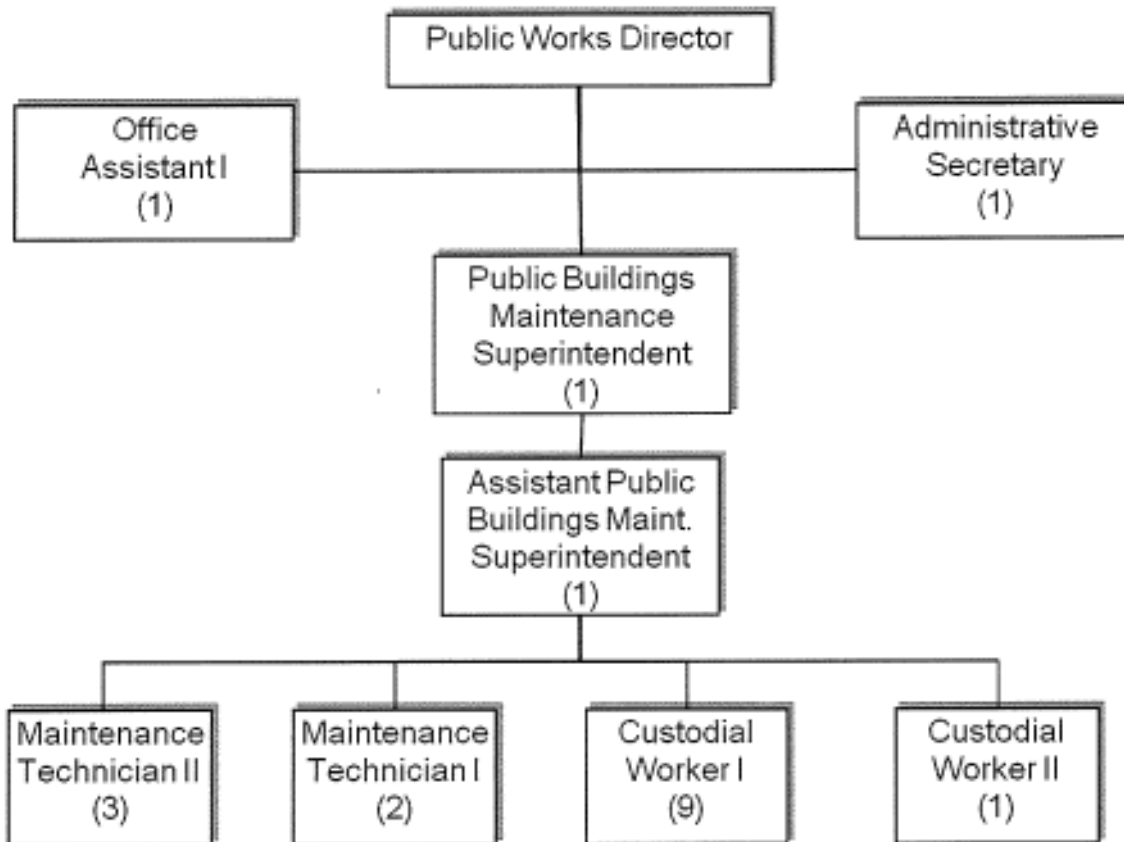 Public Works Director
Office
Assistant I
(1)
Administrative
Secretary
(1)
Public Buildings
Maintenance
Superintendent
(1)
Assistant Public
Buildings Maint.
Superintendent
(1)
Maintenance
Technician II
(3)
Maintenance
Technician I
(2)
Custodial
Worker I
(9)
Custodial
Worker II
(1)